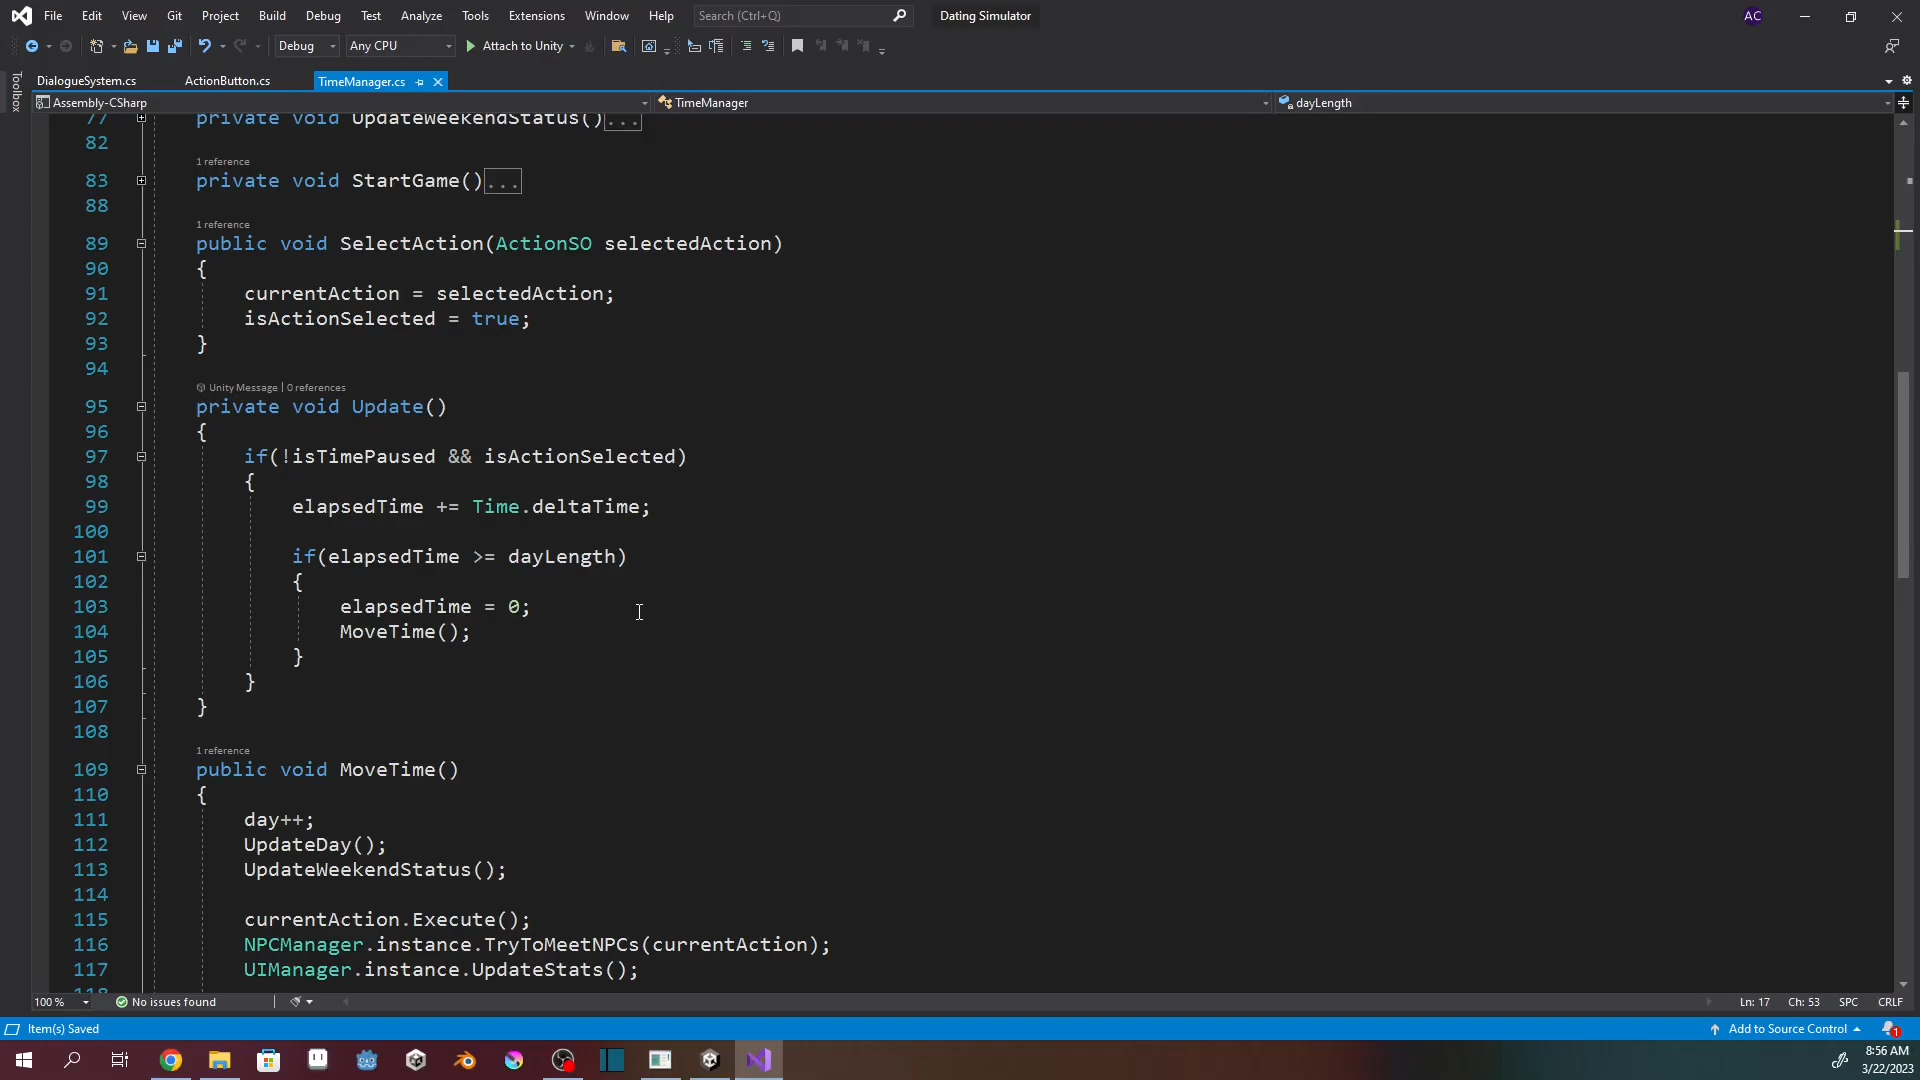 File Edit View Git Project Build Debug Test Analyze Tools Extensions Window Help Search (Ctrl+Q) Dating Simulator AC
Debug Any CPU Attach to Unity
Toolbox
DialogueSystem.cs ActionButton.cs TimeManager.cs
Assembly-CSharp TimeManager dayLength
77 private void UpdateWeekendStatus()...
82
1 reference
83 private void StartGame()...
88
1 reference
89 public void SelectAction(ActionSO selectedAction)
90 {
91 currentAction = selectedAction;
92 isActionSelected = true;
93 }
94
Unity Message | 0 references
95 private void Update()
96 {
97 if(!isTimePaused && isActionSelected)
98 {
99 elapsedTime += Time.deltaTime;
100
101 if(elapsedTime >= dayLength)
102 {
103 elapsedTime = 0;
104 MoveTime();
105 }
106 }
107 }
108
1 reference
109 public void MoveTime()
110 {
111 day++;
112 UpdateDay();
113 UpdateWeekendStatus();
114
115 currentAction.Execute();
116 NPCManager.instance.TryToMeetNPCs(currentAction);
117 UIManager.instance.UpdateStats();
118
100 % No issues found Ln: 17 Ch: 53 SPC CRLF
Item(s) Saved Add to Source Control 1
8:56 AM
3/22/2023